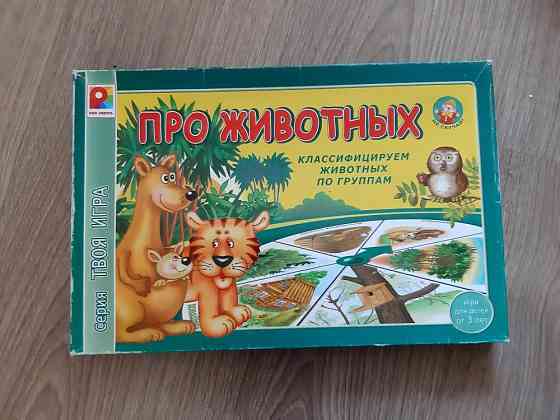 ПРО ЖИВОТНЫХ
КЛАССИФИЦИРУЕМ
ЖИВОТНЫХ
ПО ГРУППАМ
серия ТВОЯ ИГРА
игра
для детей
от 3 лет